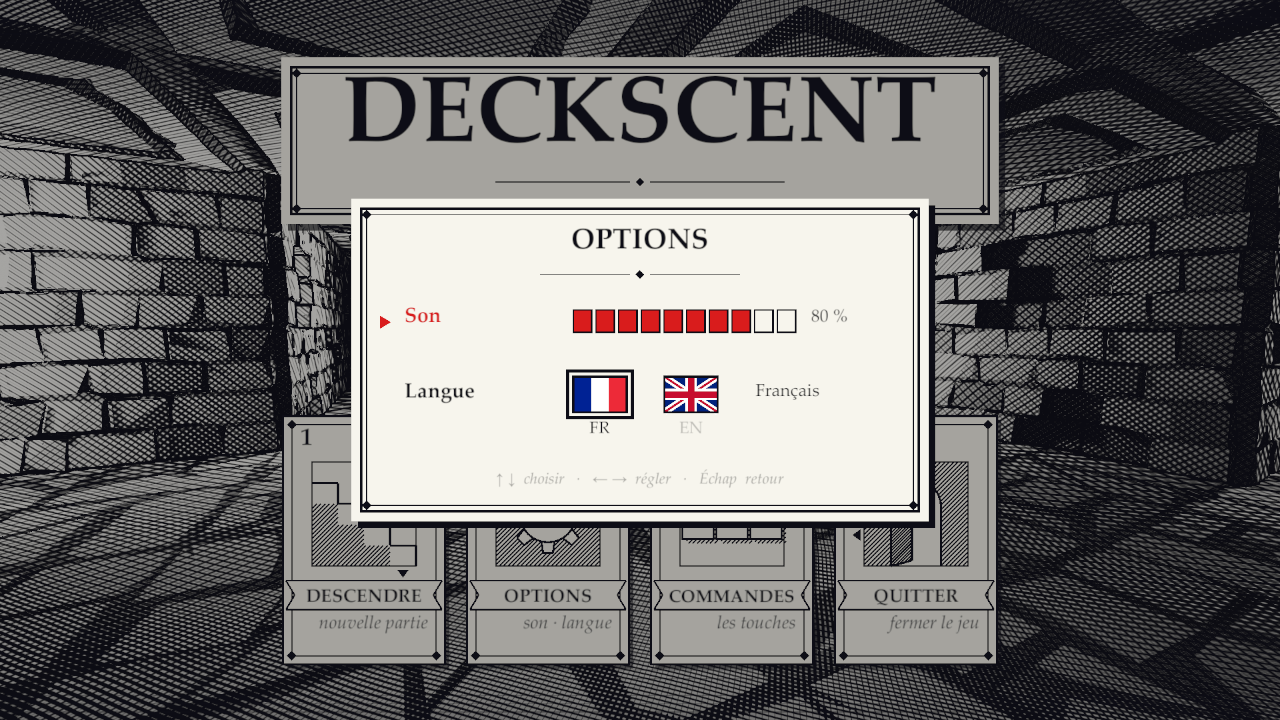 DECKSCENT
OPTIONS
Son 80 %
Langue Français
FR EN
↑↓ choisir · ←→ régler · Échap retour
1
DESCENDRE OPTIONS COMMANDES QUITTER
nouvelle partie son · langue les touches fermer le jeu